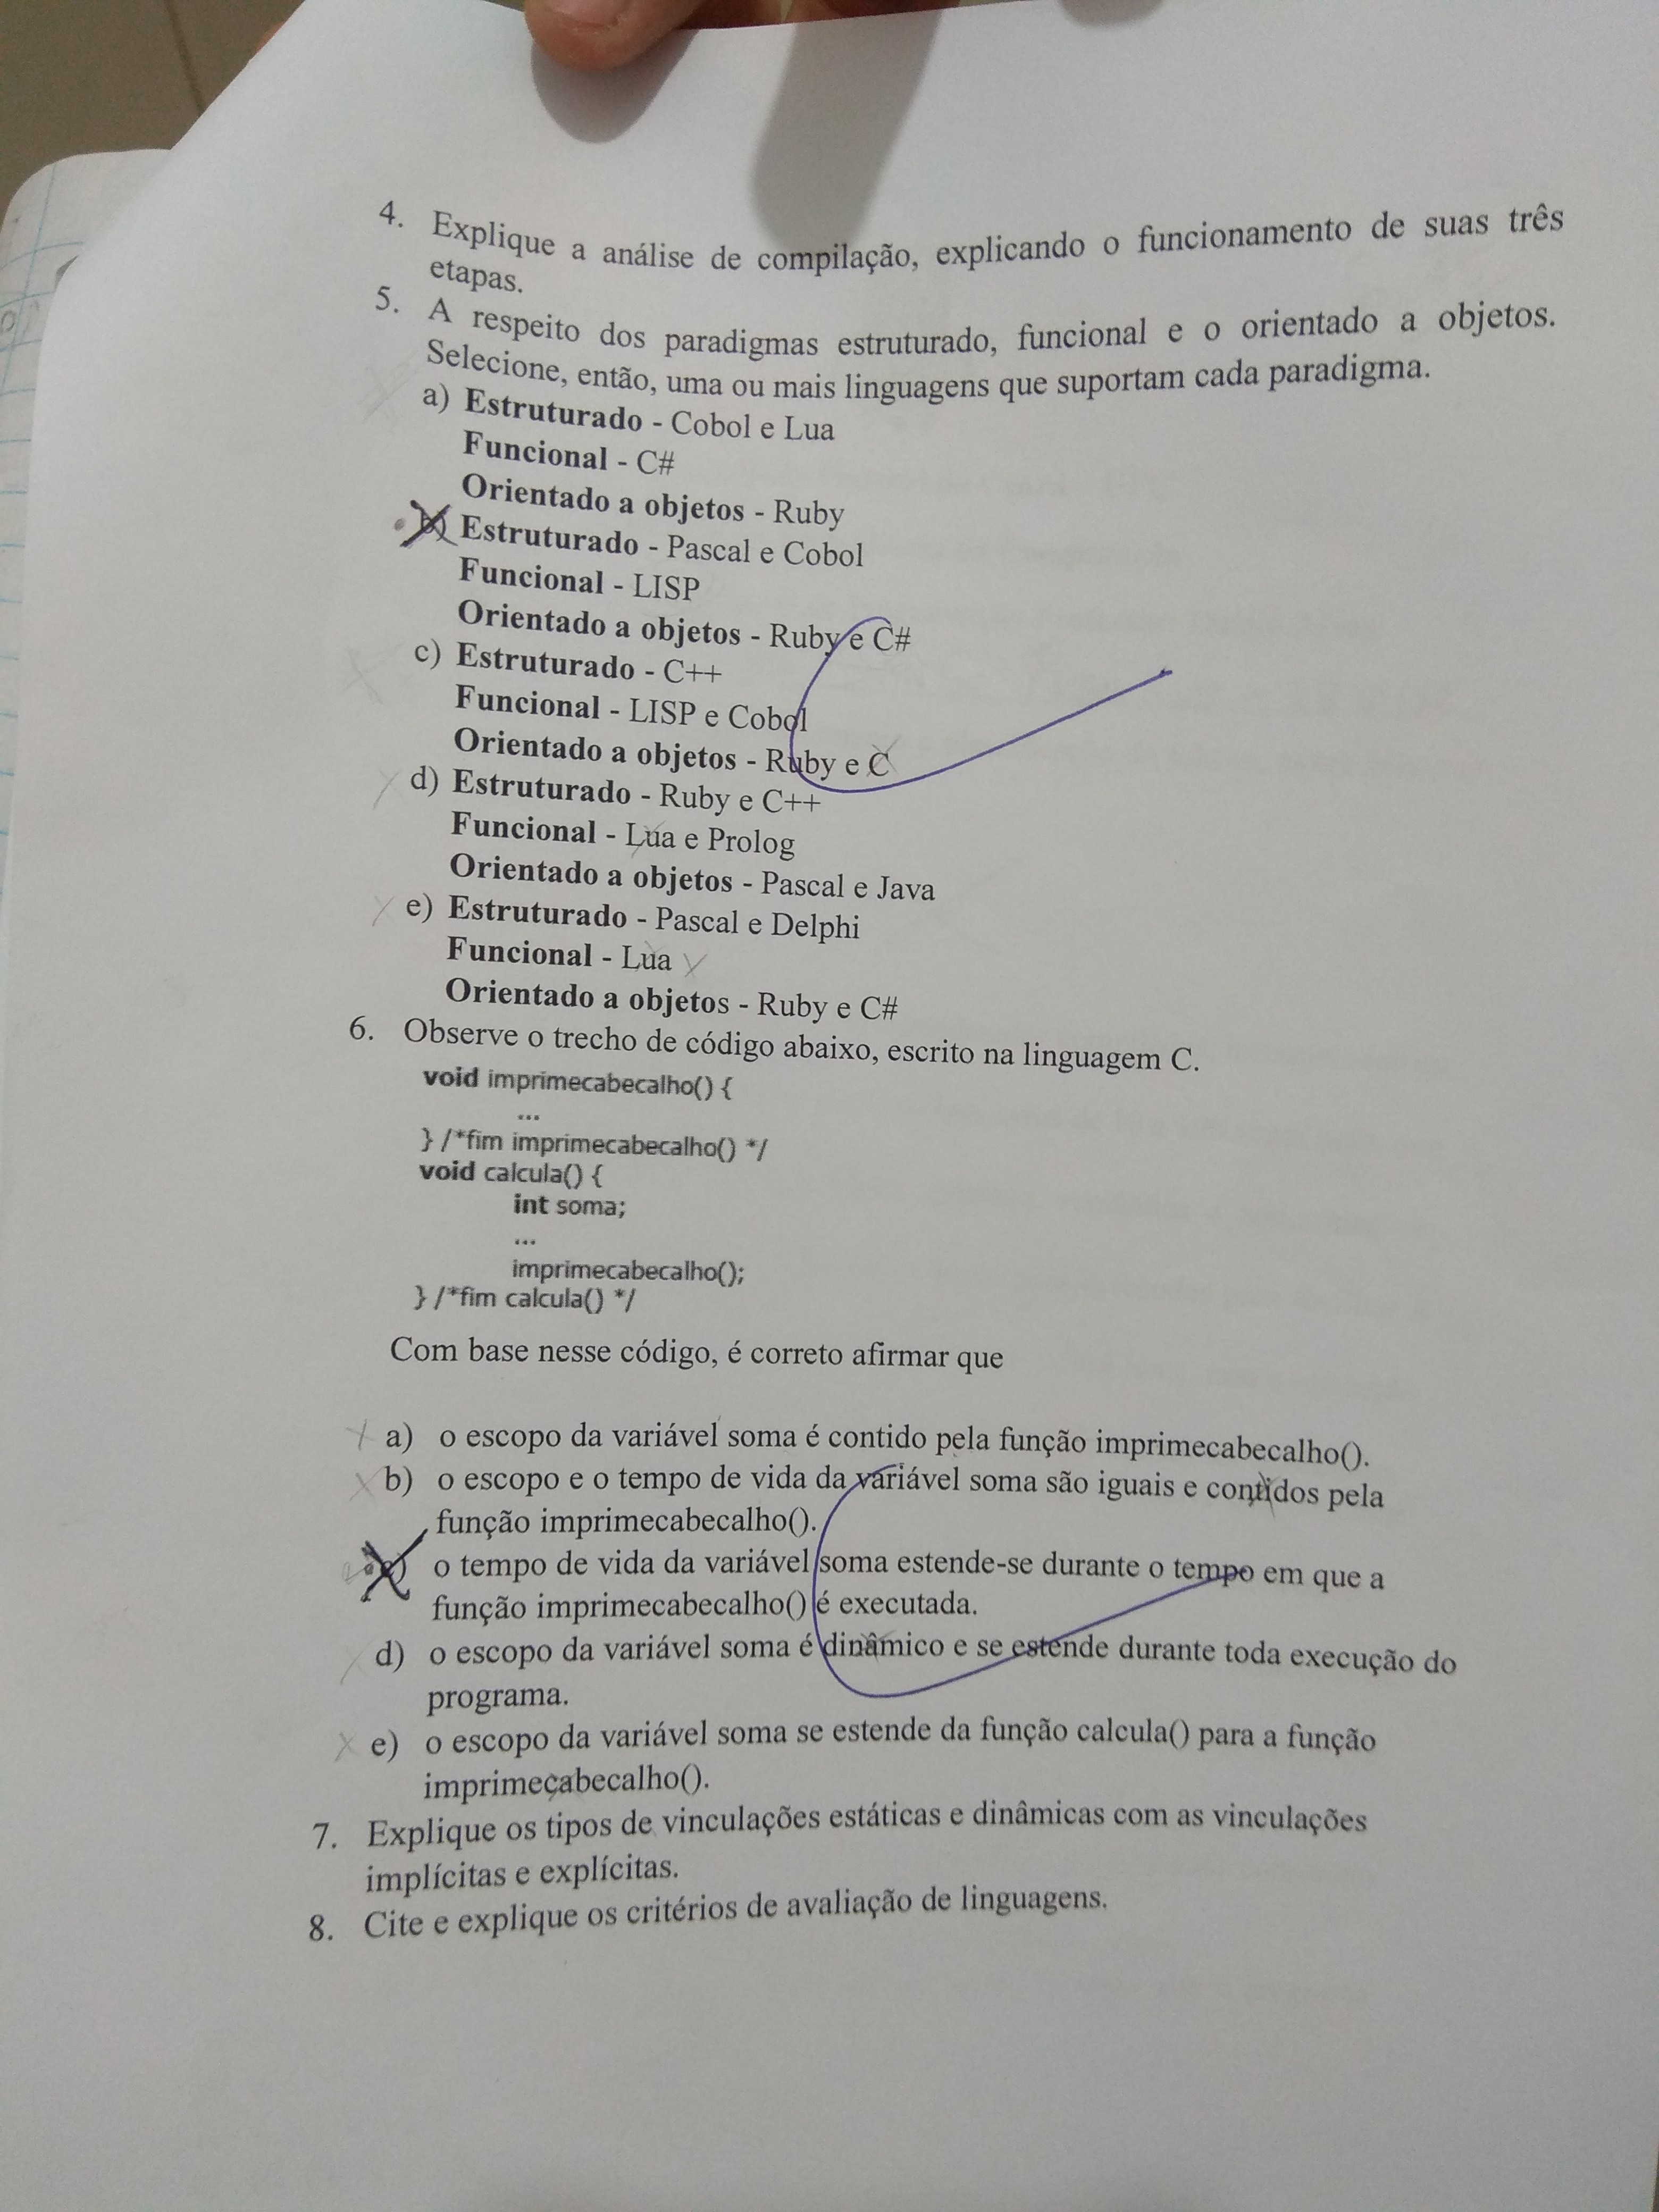 4. Explique a análise de compilação, explicando o funcionamento de suas três
etapas.
5. A respeito dos paradigmas estruturado, funcional e o orientado a objetos.
Selecione, então, uma ou mais linguagens que suportam cada paradigma.
a) Estruturado - Cobol e Lua
Funcional - C#
Orientado a objetos - Ruby
b) Estruturado - Pascal e Cobol
Funcional - LISP
Orientado a objetos - Ruby e C#
c) Estruturado - C++
Funcional - LISP e Cobol
Orientado a objetos - Ruby e C
d) Estruturado - Ruby e C++
Funcional - Lua e Prolog
Orientado a objetos - Pascal e Java
e) Estruturado - Pascal e Delphi
Funcional - Lua
Orientado a objetos - Ruby e C#
6. Observe o trecho de código abaixo, escrito na linguagem C.
void imprimecabecalho() {
...
} /*fim imprimecabecalho() */
void calcula() {
int soma;
...
imprimecabecalho();
} /*fim calcula() */
Com base nesse código, é correto afirmar que
a) o escopo da variável soma é contido pela função imprimecabecalho().
b) o escopo e o tempo de vida da variável soma são iguais e contidos pela
função imprimecabecalho().
c) o tempo de vida da variável soma estende-se durante o tempo em que a
função imprimecabecalho() é executada.
d) o escopo da variável soma é dinâmico e se estende durante toda execução do
programa.
e) o escopo da variável soma se estende da função calcula() para a função
imprimecabecalho().
7. Explique os tipos de vinculações estáticas e dinâmicas com as vinculações
implícitas e explícitas.
8. Cite e explique os critérios de avaliação de linguagens.